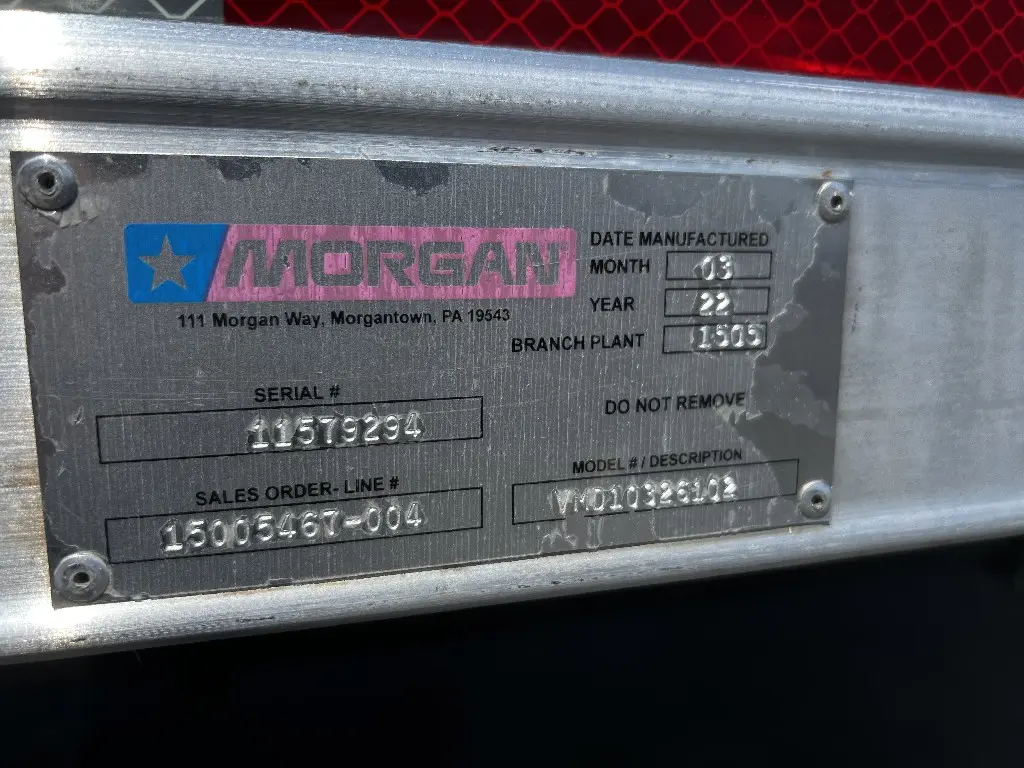 MORGAN
111 Morgan Way, Morgantown, PA 19543
DATE MANUFACTURED
MONTH 03
YEAR 22
BRANCH PLANT 1505
SERIAL #
11579294
DO NOT REMOVE
SALES ORDER- LINE #
15005467-004
MODEL # / DESCRIPTION
VMD10326102